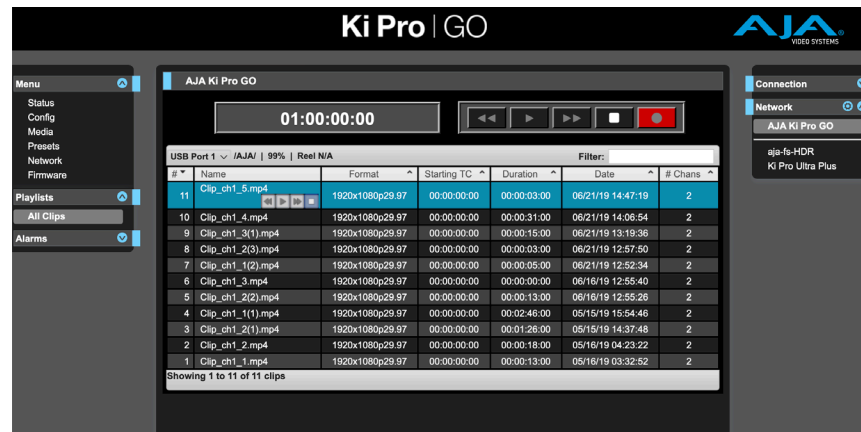 Ki Pro | GO
AJA
VIDEO SYSTEMS
Menu
Status
Config
Media
Presets
Network
Firmware
Playlists
All Clips
Alarms
AJA Ki Pro GO
01:00:00:00
USB Port 1 /AJA/ | 99% | Reel N/A Filter:
# Name Format Starting TC Duration Date # Chans
11 Clip_ch1_5.mp4 1920x1080p29.97 00:00:00:00 00:00:03:00 06/21/19 14:47:19 2
10 Clip_ch1_4.mp4 1920x1080p29.97 00:00:00:00 00:00:31:00 06/21/19 14:06:54 2
9 Clip_ch1_3(1).mp4 1920x1080p29.97 00:00:00:00 00:00:15:00 06/21/19 13:19:36 2
8 Clip_ch1_2(3).mp4 1920x1080p29.97 00:00:00:00 00:00:03:00 06/21/19 12:57:50 2
7 Clip_ch1_1(2).mp4 1920x1080p29.97 00:00:00:00 00:00:05:00 06/21/19 12:52:34 2
6 Clip_ch1_3.mp4 1920x1080p29.97 00:00:00:00 00:00:00:00 06/16/19 12:55:40 2
5 Clip_ch1_2(2).mp4 1920x1080p29.97 00:00:00:00 00:00:13:00 06/16/19 12:55:26 2
4 Clip_ch1_1(1).mp4 1920x1080p29.97 00:00:00:00 00:02:46:00 05/15/19 15:54:46 2
3 Clip_ch1_2(1).mp4 1920x1080p29.97 00:00:00:00 00:01:26:00 05/15/19 14:37:48 2
2 Clip_ch1_2.mp4 1920x1080p29.97 00:00:00:00 00:00:18:00 05/16/19 04:23:22 2
1 Clip_ch1_1.mp4 1920x1080p29.97 00:00:00:00 00:00:13:00 05/16/19 03:32:52 2
Showing 1 to 11 of 11 clips
Connection
Network
AJA Ki Pro GO
aja-fs-HDR
Ki Pro Ultra Plus